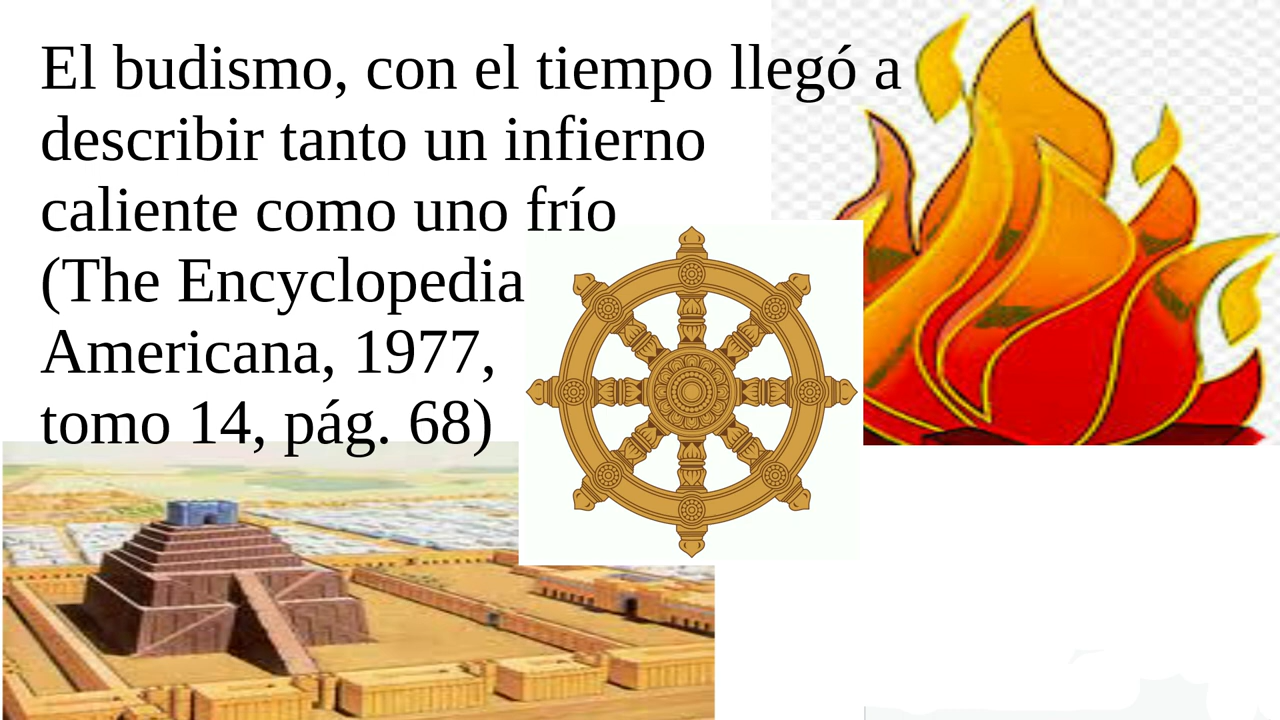 El budismo, con el tiempo llegó a
describir tanto un infierno
caliente como uno frío
(The Encyclopedia
Americana, 1977,
tomo 14, pág. 68)